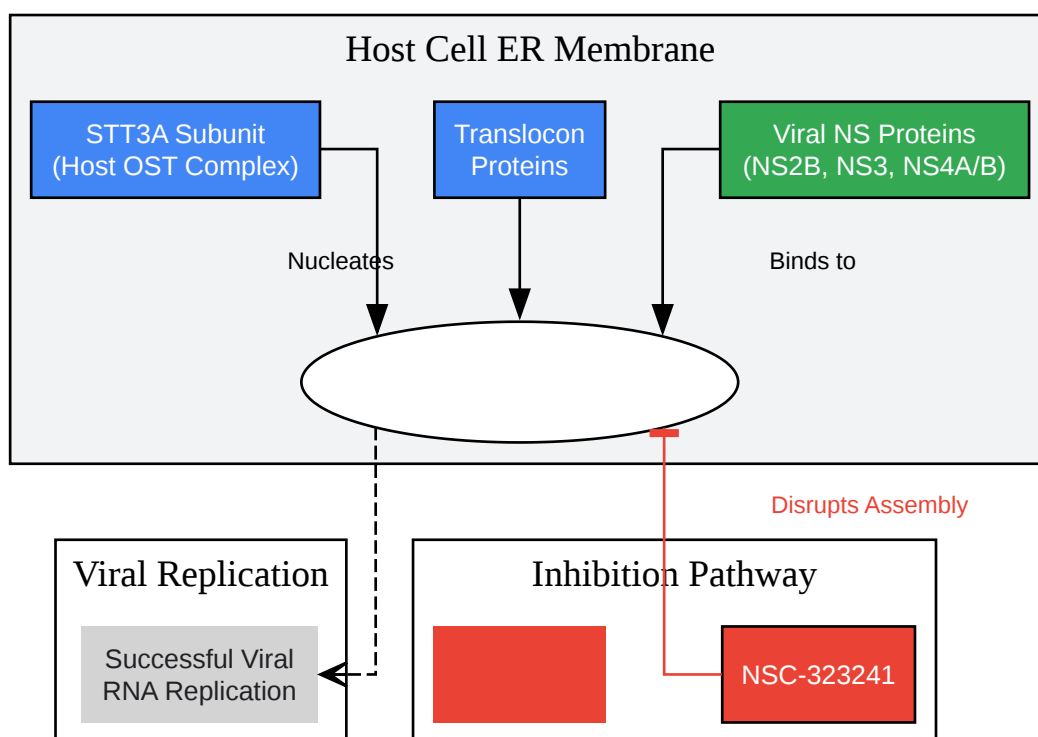 Host Cell ER Membrane
STT3A Subunit
(Host OST Complex)
Translocon
Proteins
Viral NS Proteins
(NS2B, NS3, NS4A/B)
Nucleates
Binds to
Disrupts Assembly
Viral Replication
Successful Viral
RNA Replication
Inhibition Pathway
NSC-323241